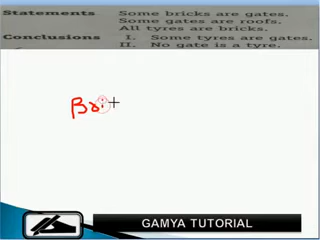 Statements Some bricks are gates.
Some gates are roofs.
All tyres are bricks.
Conclusions I. Some tyres are gates.
II. No gate is a tyre.
Bri
GAMYA TUTORIAL